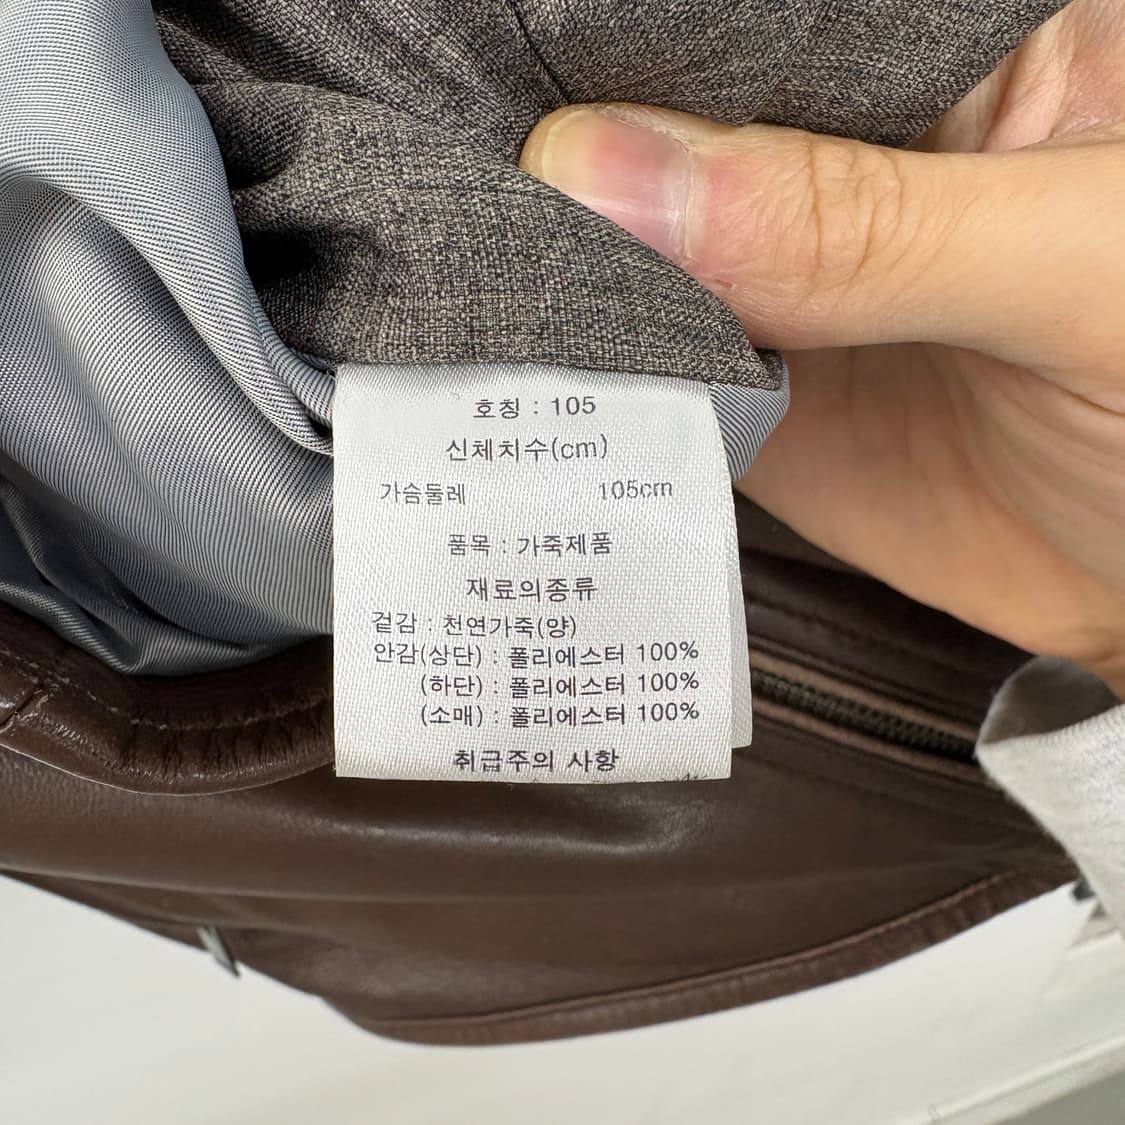 호칭 : 105
신체치수(cm)
가슴둘레 105cm
품목 : 가죽제품
재료의종류
겉감 : 천연가죽(양)
안감(상단) : 폴리에스터 100%
(하단) : 폴리에스터 100%
(소매) : 폴리에스터 100%
취급주의 사항